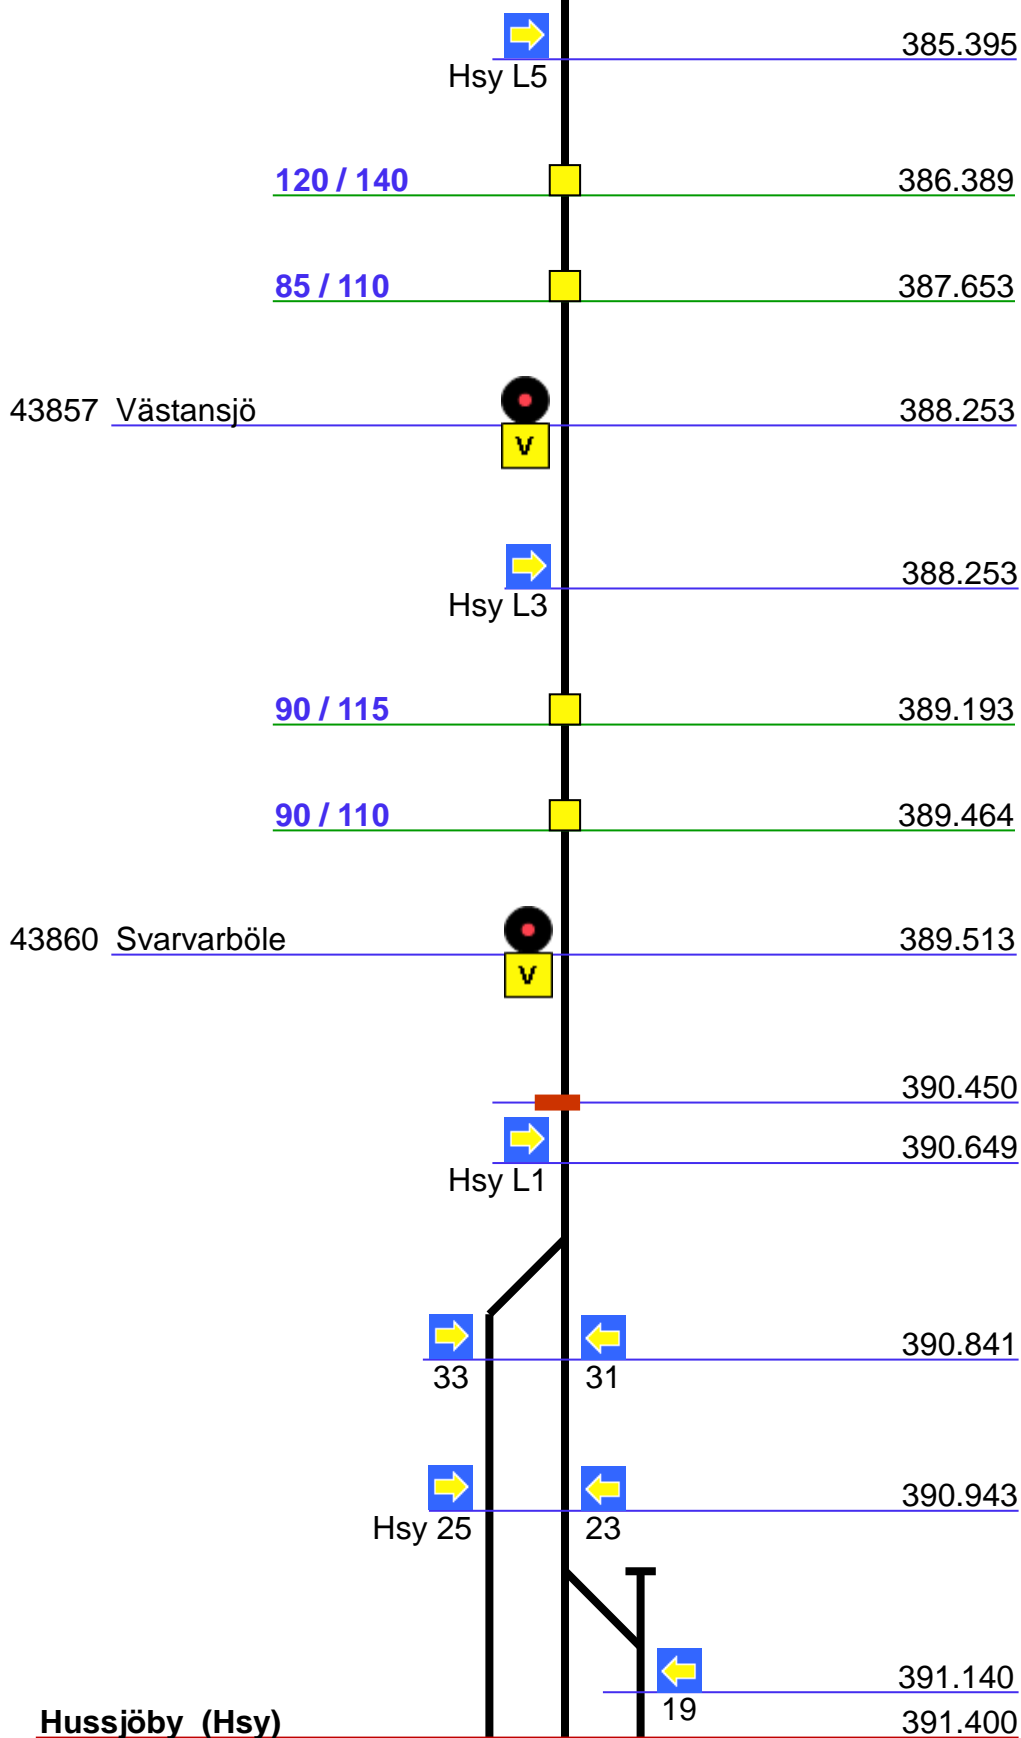 385.395
Hsy L5
120 / 140 386.389
85 / 110 387.653
43857 Västansjö 388.253
V
388.253
Hsy L3
90 / 115 389.193
90 / 110 389.464
43860 Svarvarböle 389.513
V
390.450
390.649
Hsy L1
390.841
33 31
390.943
Hsy 25 23
391.140
19
Hussjöby (Hsy) 391.400